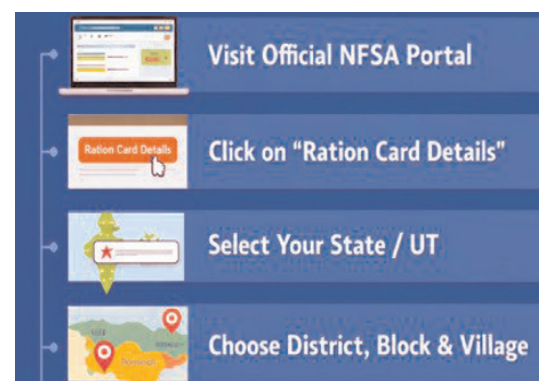 Visit Official NFSA Portal
Ration Card Details
Click on “Ration Card Details”
Select Your State / UT
Choose District, Block & Village